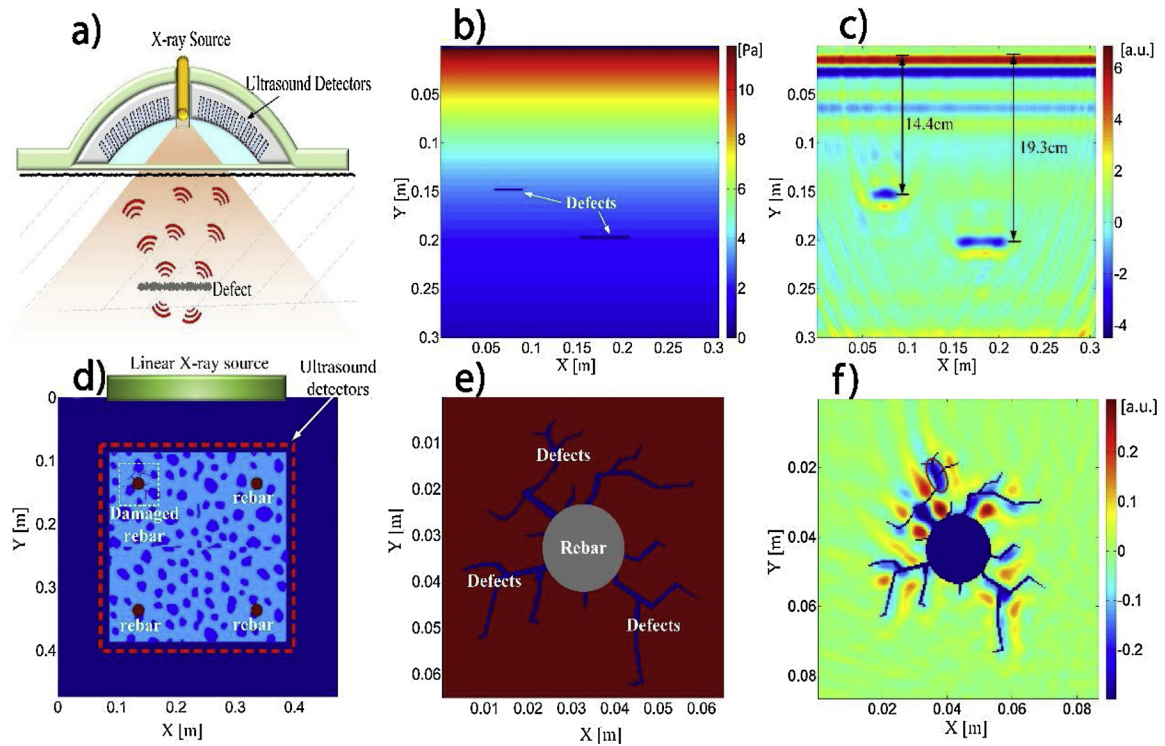 a)
X-ray Source
Ultrasound Detectors
Defect
b)
[Pa]
10
8
6
4
2
0
0.05
0.1
0.15
0.2
0.25
0.3
Y [m]
Defects
0.05 0.1 0.15 0.2 0.25 0.3
X [m]
c)
[a.u.]
6
4
2
0
-2
-4
14.4cm
19.3cm
0.05
0.1
0.15
0.2
0.25
0.3
Y [m]
0.05 0.1 0.15 0.2 0.25 0.3
X [m]
d)
Linear X-ray source
Ultrasound
detectors
0
0.1
0.2
0.3
0.4
Y [m]
Damaged
rebar
rebar
rebar
rebar
0 0.1 0.2 0.3 0.4
X [m]
e)
0.01
0.02
0.03
0.04
0.05
0.06
Y [m]
Defects
Rebar
Defects
Defects
0.01 0.02 0.03 0.04 0.05 0.06
X [m]
f)
[a.u.]
0.2
0.1
0
-0.1
-0.2
0.02
0.04
0.06
0.08
Y [m]
0.02 0.04 0.06 0.08
X [m]